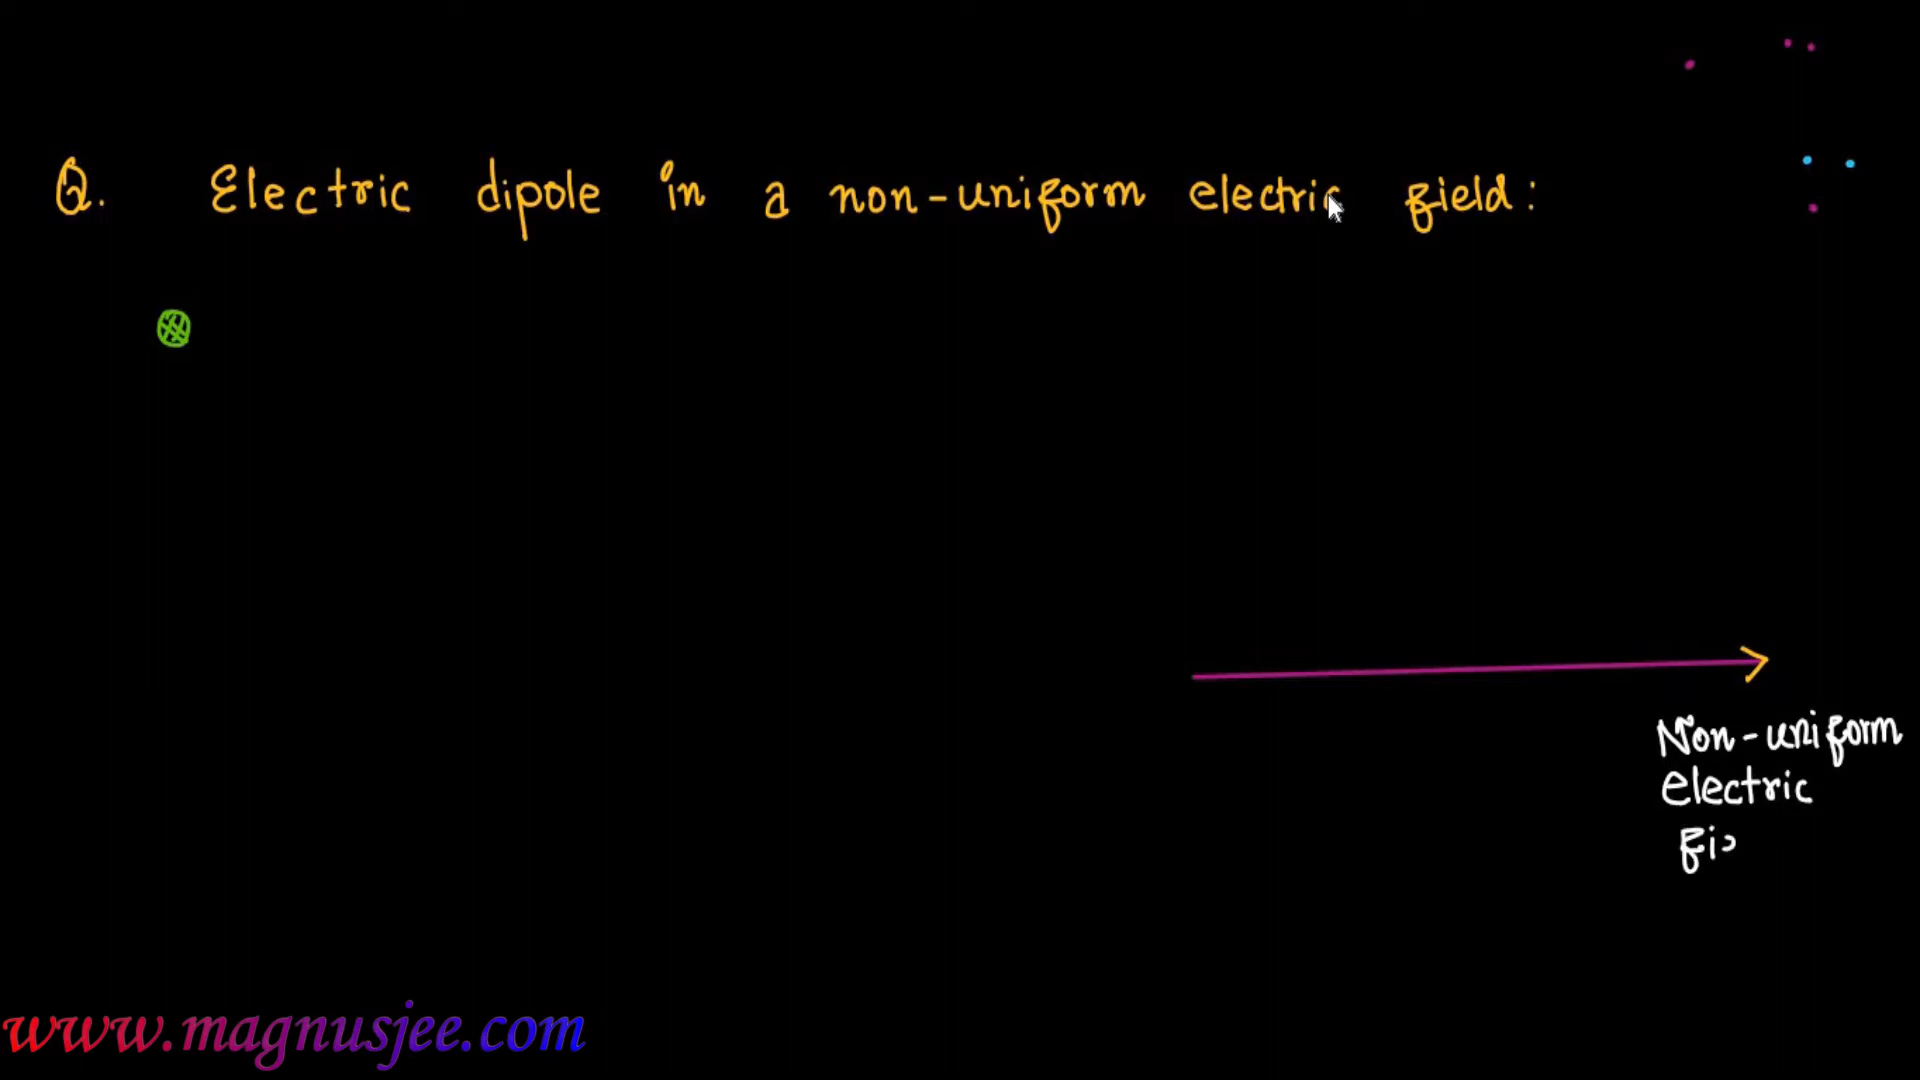 Q. Electric dipole in a non-uniform electric field:
Non-uniform
electric
www.magnusjee.com